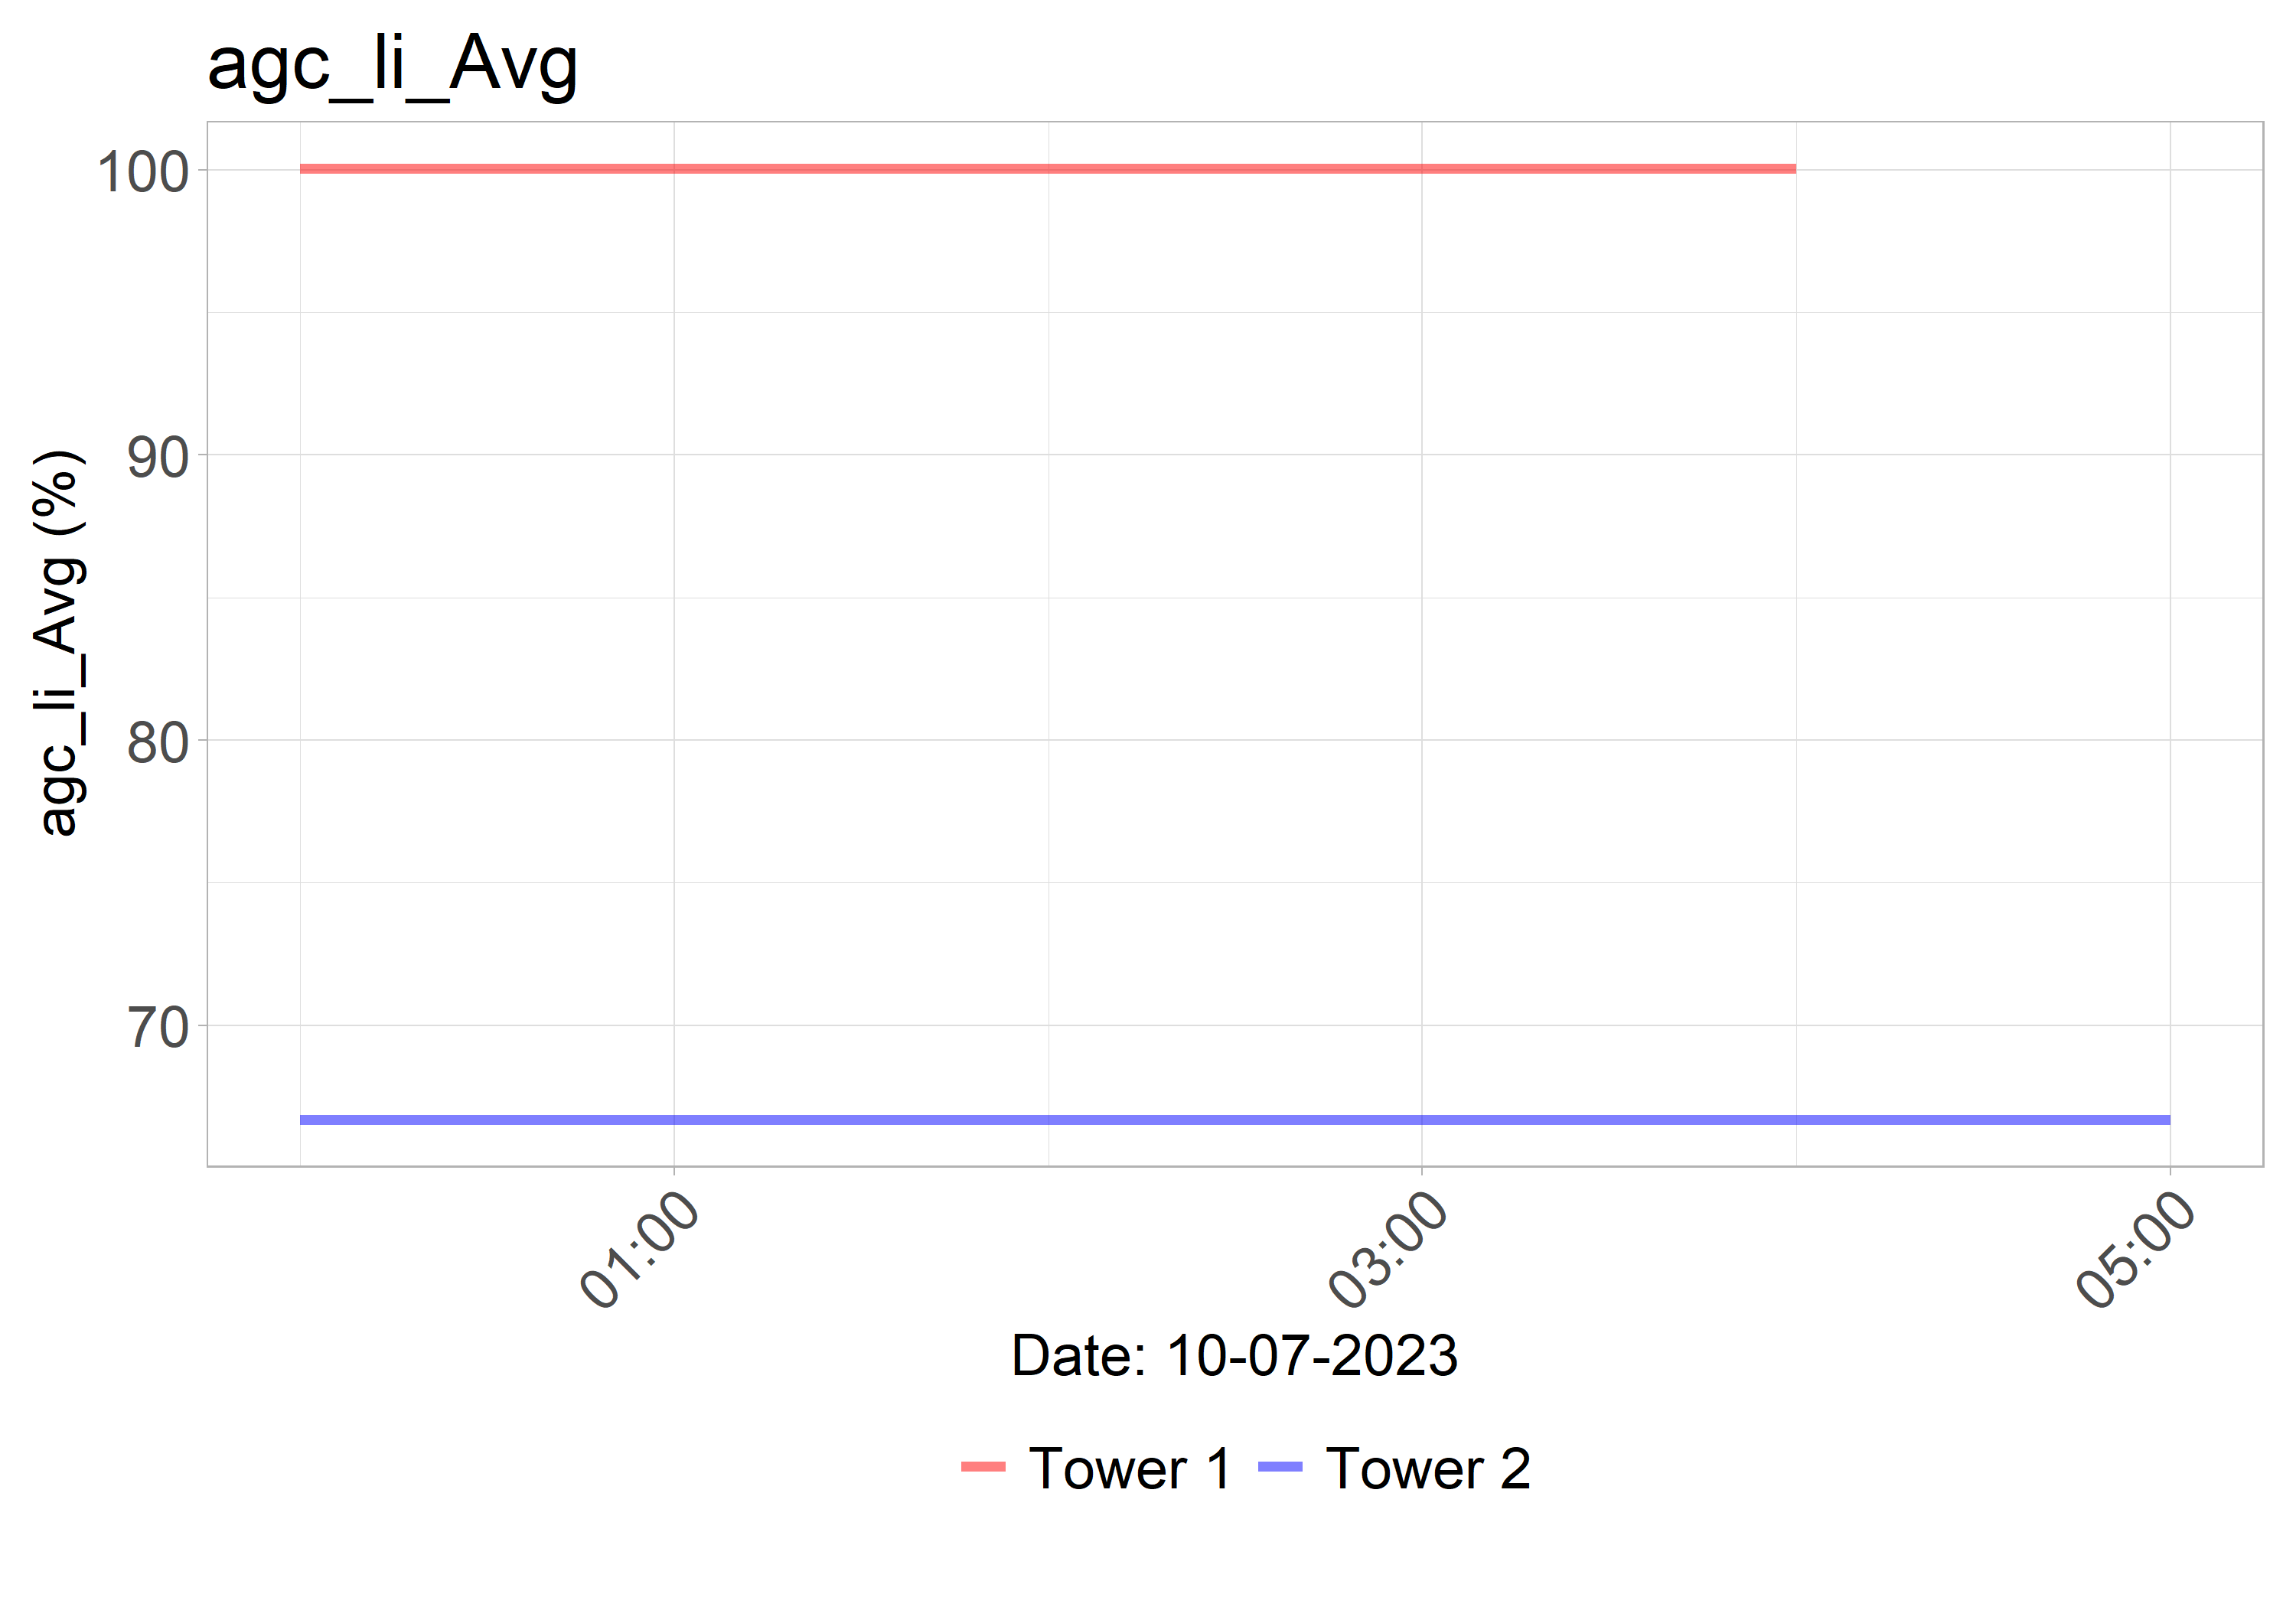 agc_li_Avg
100
90
80
70
agc_li_Avg (%)
01:00 03:00 05:00
Date: 10-07-2023
Tower 1 Tower 2